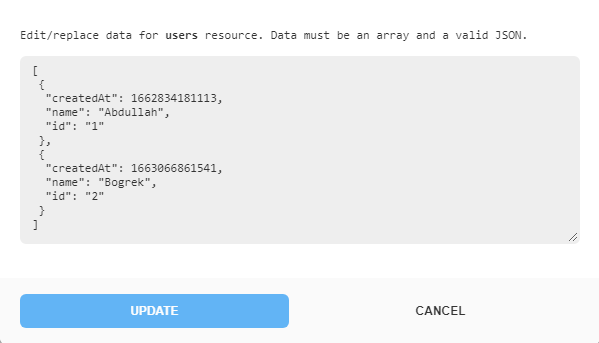 Edit/replace data for users resource. Data must be an array and a valid JSON.
[
{
"createdAt": 1662834181113,
"name": "Abdullah",
"id": "1"
},
{
"createdAt": 1663066861541,
"name": "Bogrek",
"id": "2"
}
]
UPDATE
CANCEL